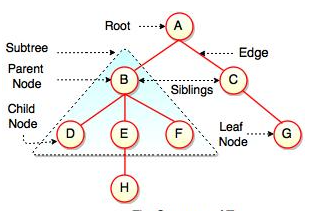 Root
A
Subtree
Edge
Parent
Node
B
C
Siblings
Child
Node
D
E
F
Leaf
Node
G
H